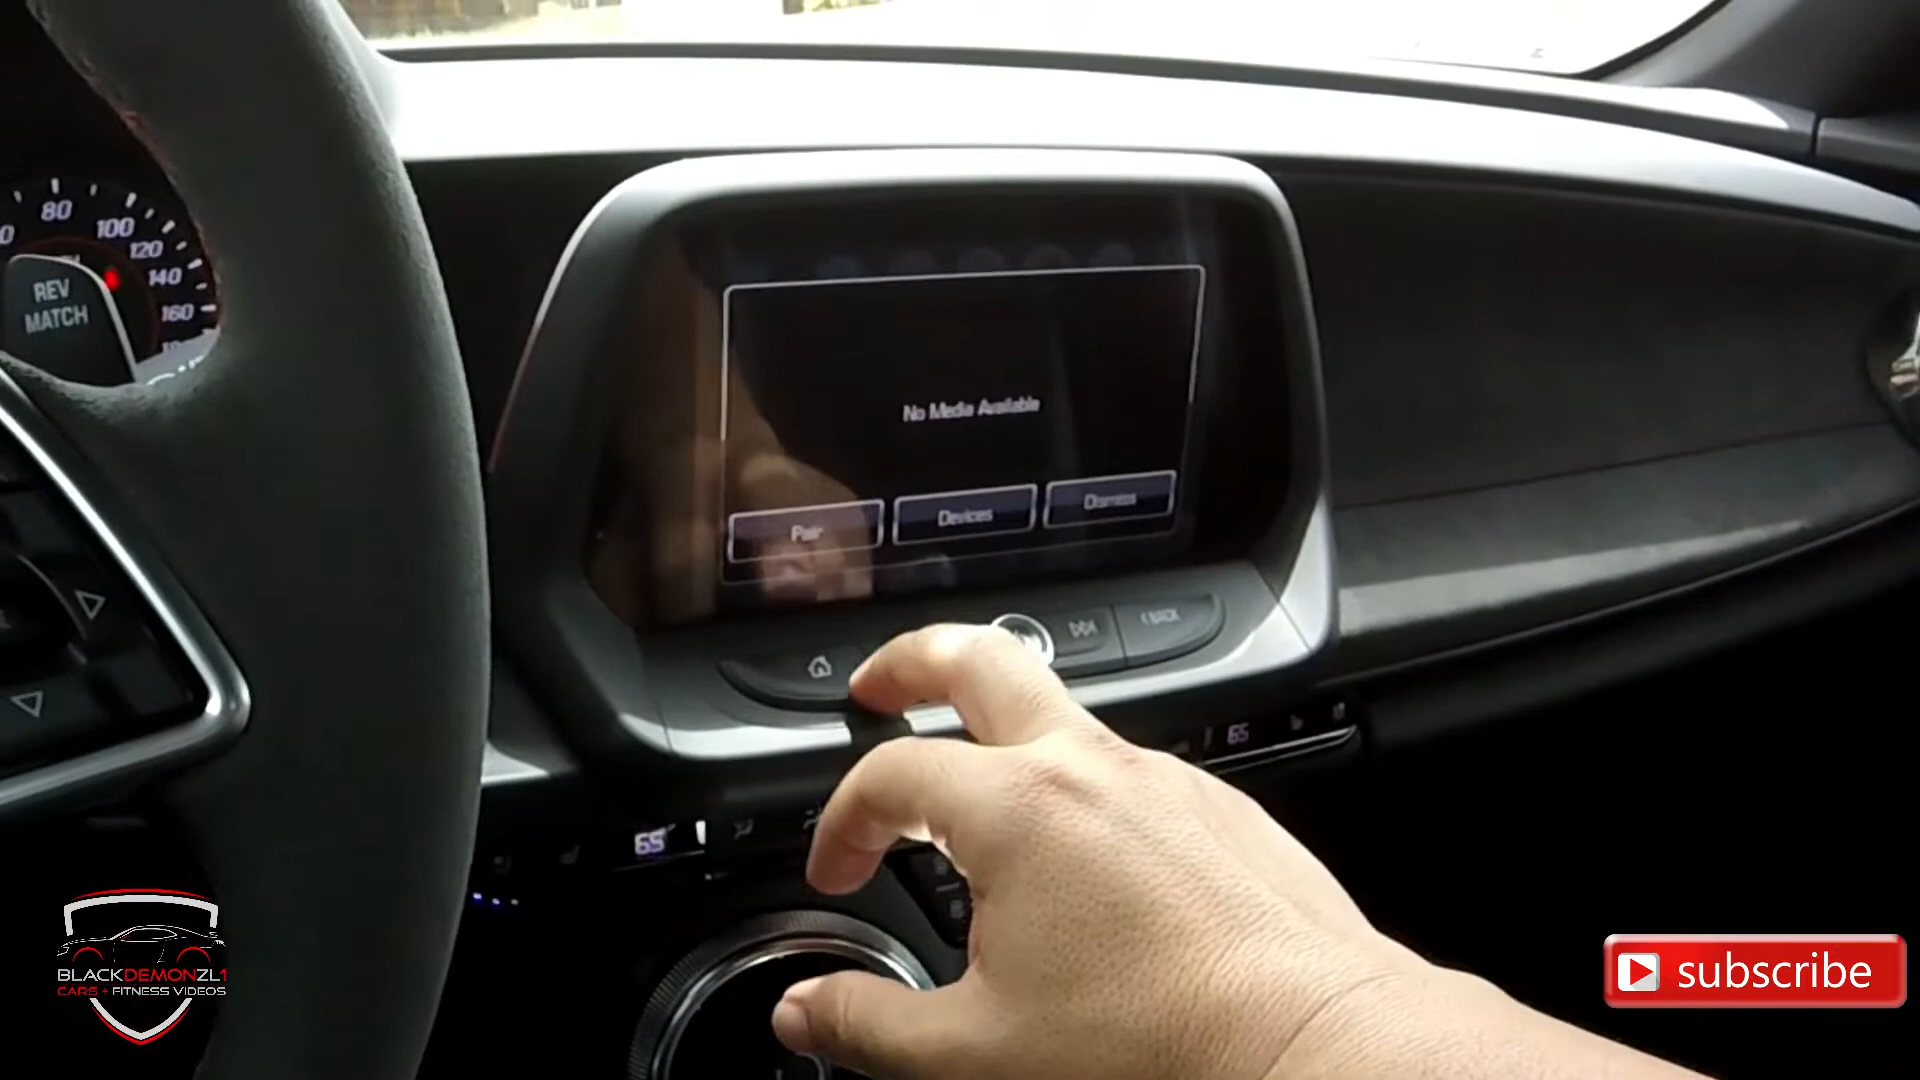 80
100
120
140
160
REV
MATCH
No Media Available
Pair
Devices
Dismiss
BACK
65
65
BLACKDEMONZL1
CARS + FITNESS VIDEOS
subscribe